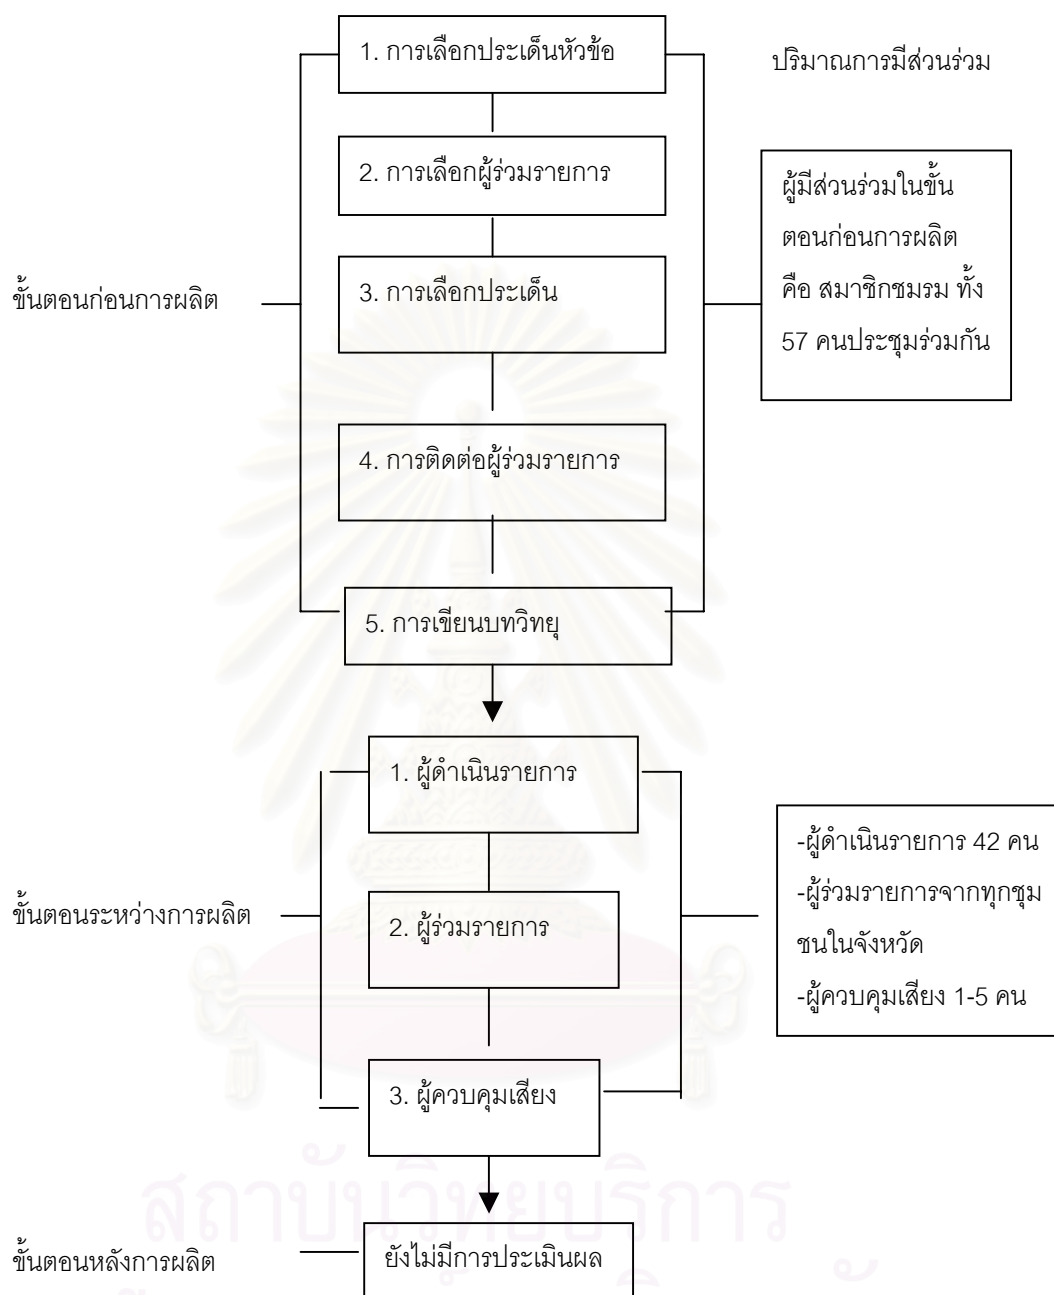 1. การเลือกประเด็นหัวข้อ
ปริมาณการมีส่วนร่วม
2. การเลือกผู้ร่วมรายการ
ผู้มีส่วนร่วมในขั้น
ตอนก่อนการผลิต
คือ สมาชิกชมรม ทั้ง
57 คนประชุมร่วมกัน
ขั้นตอนก่อนการผลิต
3. การเลือกประเด็น
4. การติดต่อผู้ร่วมรายการ
5. การเขียนบทวิทยุ
1. ผู้ดำเนินรายการ
-ผู้ดำเนินรายการ 42 คน
-ผู้ร่วมรายการจากทุกชุม
ชนในจังหวัด
-ผู้ควบคุมเสียง 1-5 คน
ขั้นตอนระหว่างการผลิต
2. ผู้ร่วมรายการ
3. ผู้ควบคุมเสียง
สถาบันวิทยบริการ
ขั้นตอนหลังการผลิต
ยังไม่มีการประเมินผล